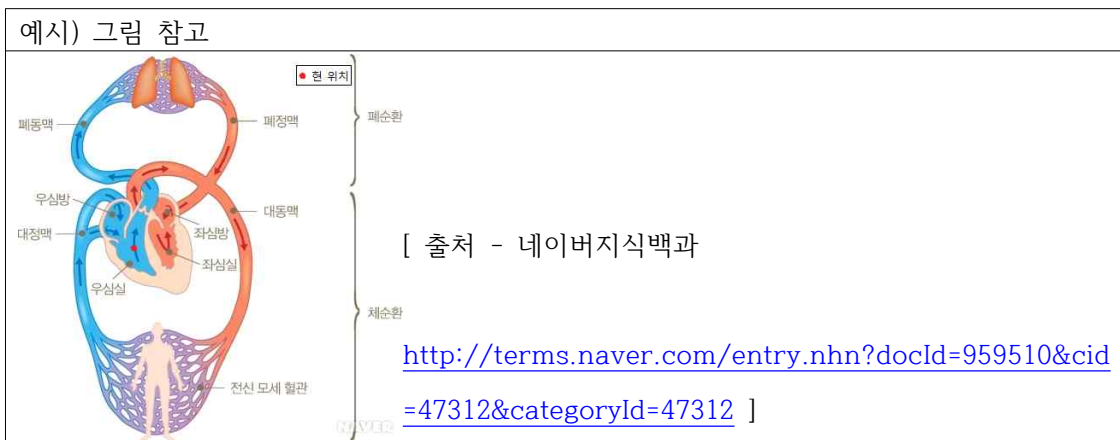 예시) 그림 참고
현 위치
폐동맥
폐정맥
폐순환
우심방
대동맥
대정맥
좌심방
좌심실
우심실
체순환
전신 모세 혈관
NAVER
[ 출처 - 네이버지식백과
http://terms.naver.com/entry.nhn?docId=959510&cid
=47312&categoryId=47312 ]